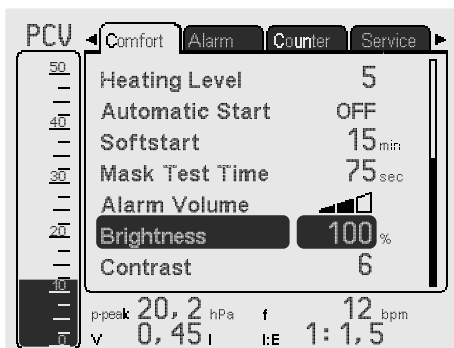 PCV
Comfort Alarm Counter Service
50
40
30
20
10
0
Heating Level 5
Automatic Start OFF
Softstart 15 min
Mask Test Time 75 sec
Alarm Volume
Brightness 100 %
Contrast 6
p-peak 20,2 hPa f 12 bpm
V 0,45 l I:E 1:1,5